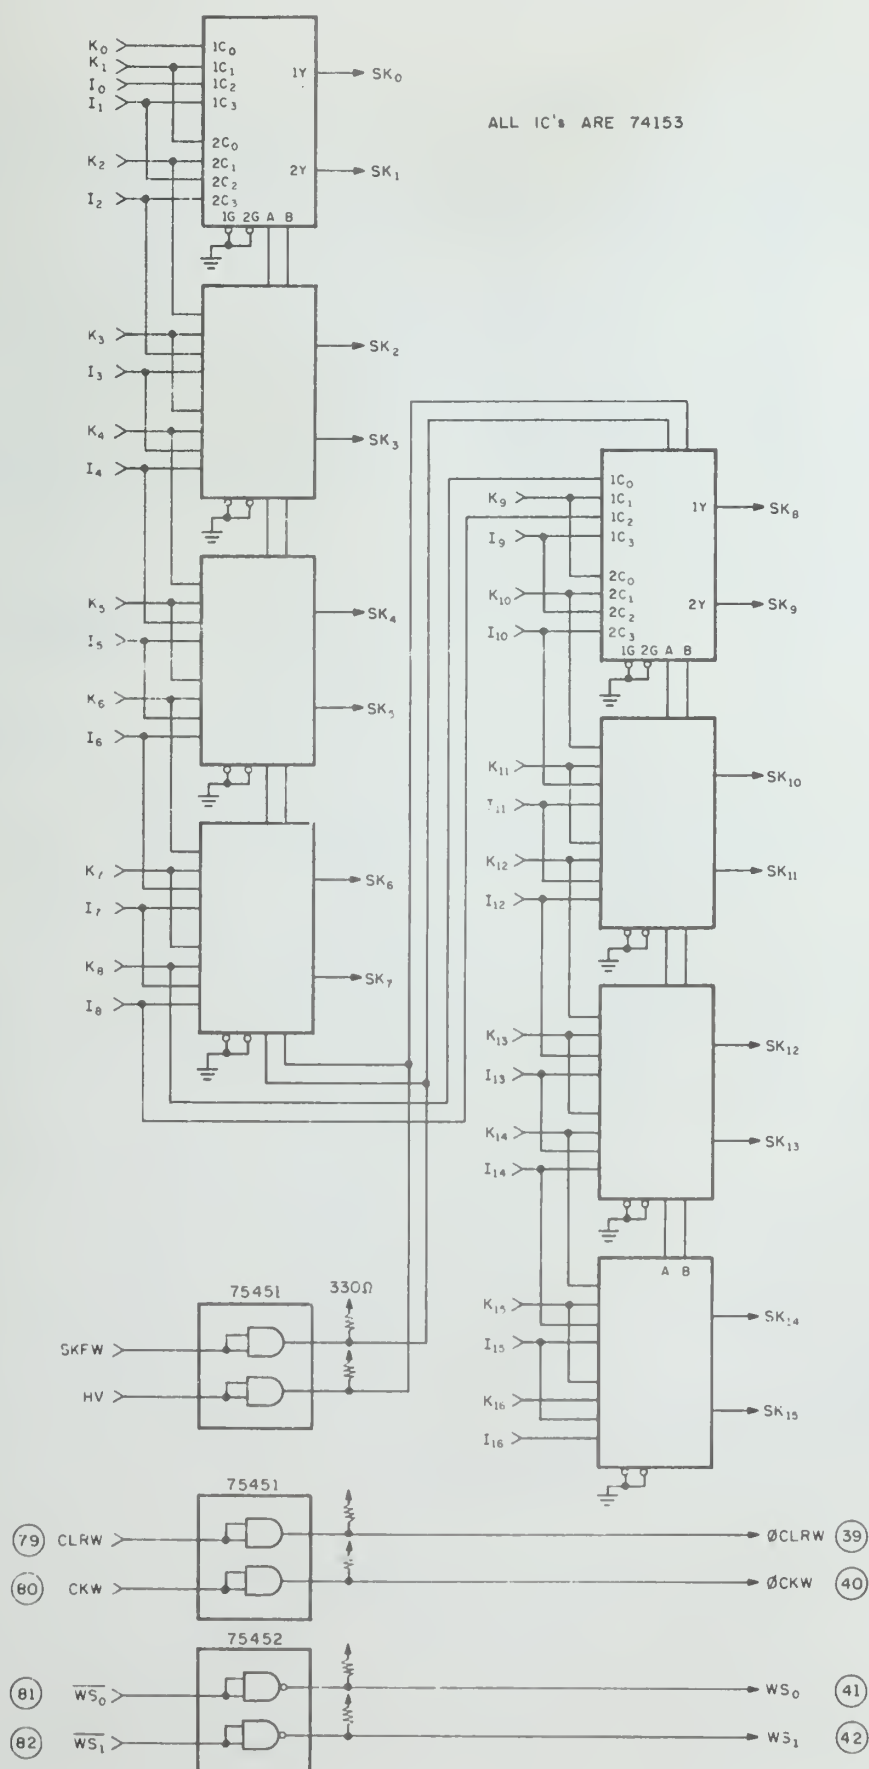 K₀ 1C₀
K₁ 1C₁ 1Y SK₀
I₀ 1C₂
I₁ 1C₃
ALL IC's ARE 74153
2C₀
K₂ 2C₁ 2Y SK₁
2C₂
I₂ 2C₃
1G 2G A B
K₃ SK₂
I₃
K₄ SK₃
I₄
1C₀
K₉ 1C₁ 1Y SK₈
1C₂
I₉ 1C₃
2C₀
K₁₀ 2C₁ 2Y SK₉
2C₂
I₁₀ 2C₃
1G 2G A B
K₅ SK₄
I₅
K₆ SK₅
I₆
K₁₁ SK₁₀
I₁₁
K₁₂ SK₁₁
I₁₂
K₇ SK₆
I₇
K₈ SK₇
I₈
K₁₃ SK₁₂
I₁₃
K₁₄ SK₁₃
I₁₄
A B
K₁₅ SK₁₄
I₁₅
K₁₆ SK₁₅
I₁₆
75451 330Ω
SKFW
HV
75451
79 CLRW ØCLRW 39
80 CKW ØCKW 40
75452
81 W̅S̅₀̅ WS₀ 41
82 W̅S̅₁̅ WS₁ 42